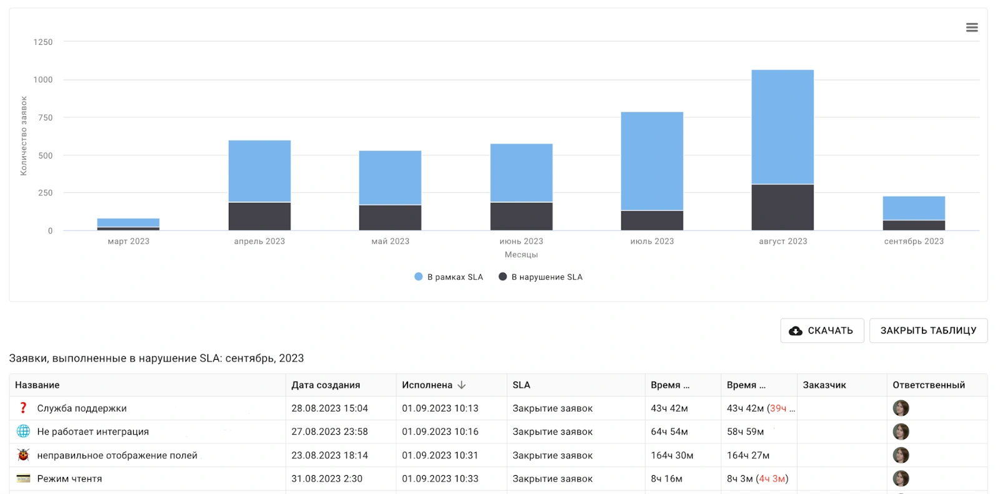 1250
1000
750
500
250
0
Количество заявок
март 2023 апрель 2023 май 2023 июнь 2023 июль 2023 август 2023 сентябрь 2023
Месяцы
В рамках SLA В нарушение SLA
СКАЧАТЬ ЗАКРЫТЬ ТАБЛИЦУ
Заявки, выполненные в нарушение SLA: сентябрь, 2023
Название Дата создания Исполнена SLA Время ... Время ... Заказчик Ответственный
Служба поддержки 28.08.2023 15:04 01.09.2023 10:13 Закрытие заявок 43ч 42м 43ч 42м (39ч ...
Не работает интеграция 27.08.2023 23:58 01.09.2023 10:16 Закрытие заявок 64ч 54м 58ч 59м
неправильное отображение полей 23.08.2023 18:14 01.09.2023 10:31 Закрытие заявок 164ч 30м 164ч 27м
Режим чтентя 31.08.2023 2:30 01.09.2023 10:33 Закрытие заявок 8ч 16м 8ч 3м (4ч 3м)